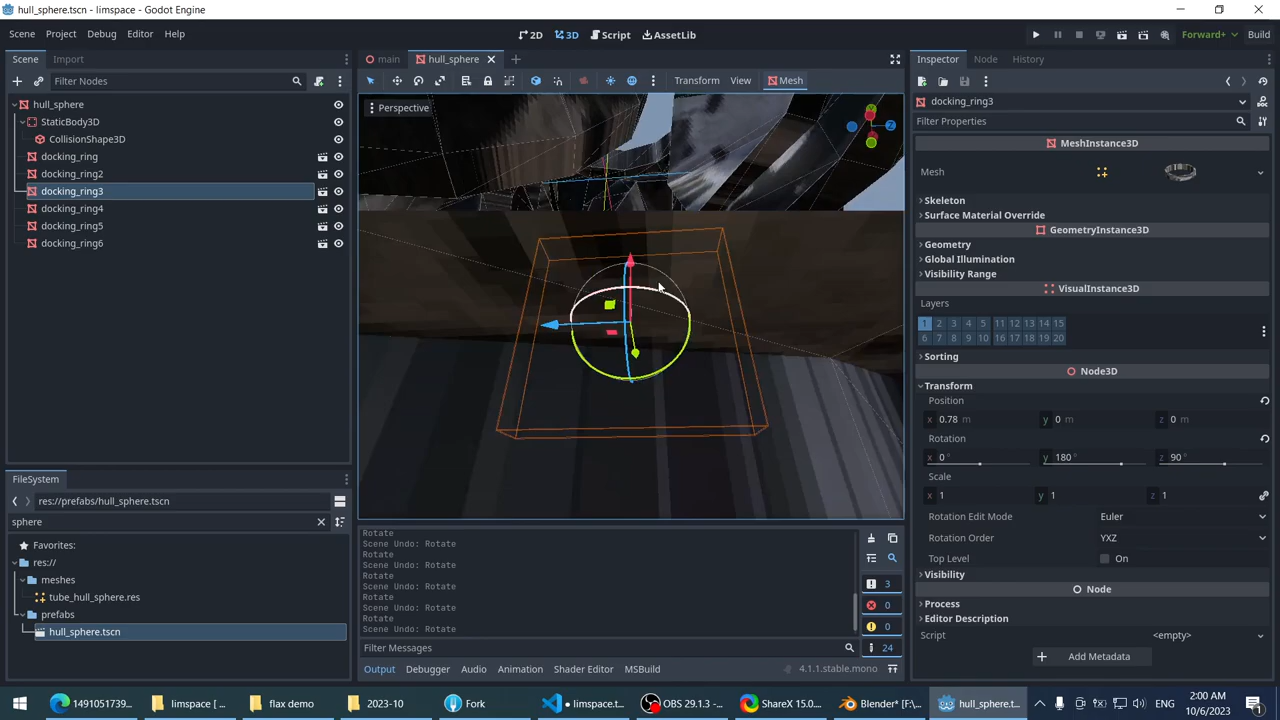 hull_sphere.tscn - limspace - Godot Engine
Scene Project Debug Editor Help
2D 3D Script AssetLib
Forward+ Build
Scene Import
main hull_sphere
Inspector Node History
Filter Nodes
Transform View Mesh
hull_sphere
StaticBody3D
CollisionShape3D
docking_ring
docking_ring2
docking_ring3
docking_ring4
docking_ring5
docking_ring6
Perspective
Y
Z
docking_ring3
Filter Properties
MeshInstance3D
Mesh
Skeleton
Surface Material Override
GeometryInstance3D
Geometry
Global Illumination
Visibility Range
VisualInstance3D
Layers
1 2 3 4 5 11 12 13 14 15
6 7 8 9 10 16 17 18 19 20
Sorting
Node3D
Transform
Position
x 0.78 m y 0 m z 0 m
Rotation
x 0 ° y 180 ° z 90 °
Scale
x 1 y 1 z 1
Rotation Edit Mode Euler
Rotation Order YXZ
Top Level On
Visibility
Node
Process
Editor Description
Script <empty>
Add Metadata
FileSystem
res://prefabs/hull_sphere.tscn
sphere
Favorites:
res://
meshes
tube_hull_sphere.res
prefabs
hull_sphere.tscn
Rotate
Scene Undo: Rotate
Rotate
Scene Undo: Rotate
Rotate
Scene Undo: Rotate
Rotate
Scene Undo: Rotate
Rotate
Scene Undo: Rotate
3
0
0
24
Filter Messages
Output Debugger Audio Animation Shader Editor MSBuild
4.1.1.stable.mono
1491051739... limspace [ ... flax demo 2023-10 Fork • limspace.t... OBS 29.1.3 - ... ShareX 15.0.... Blender* [F:\... hull_sphere.t...
2:00 AM
10/6/2023
1